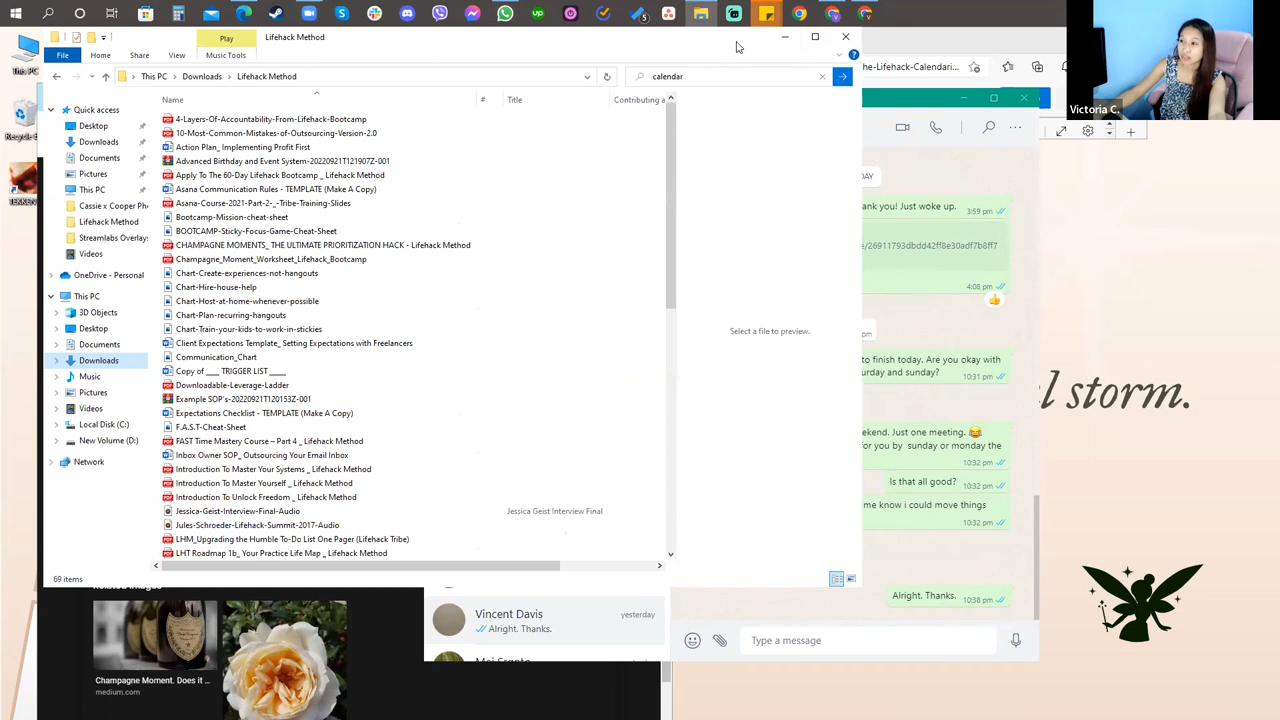 5
Play
Lifehack Method
File
Home
Share
View
Music Tools
This PC > Downloads > Lifehack Method
calendar
he-Lifehack-Calendari
Victoria C.
Name
#
Title
Contributing a
Quick access
Desktop
Downloads
Documents
Pictures
This PC
Cassie x Cooper Ph
Lifehack Method
Streamlabs Overlays
Videos
OneDrive - Personal
This PC
3D Objects
Desktop
Documents
Downloads
Music
Pictures
Videos
Local Disk (C:)
New Volume (D:)
Network
4-Layers-Of-Accountability-From-Lifehack-Bootcamp
10-Most-Common-Mistakes-of-Outsourcing-Version-2.0
Action Plan_ Implementing Profit First
Advanced Birthday and Event System-20220921T121907Z-001
Apply To The 60-Day Lifehack Bootcamp _ Lifehack Method
Asana Communication Rules - TEMPLATE (Make A Copy)
Asana-Course-2021-Part-2-_-Tribe-Training-Slides
Bootcamp-Mission-cheat-sheet
BOOTCAMP-Sticky-Focus-Game-Cheat-Sheet
CHAMPAGNE MOMENTS_ THE ULTIMATE PRIORITIZATION HACK - Lifehack Method
Champagne_Moment_Worksheet_Lifehack_Bootcamp
Chart-Create-experiences-not-hangouts
Chart-Hire-house-help
Chart-Host-at-home-whenever-possible
Chart-Plan-recurring-hangouts
Chart-Train-your-kids-to-work-in-stickies
Client Expectations Template_ Setting Expectations with Freelancers
Communication_Chart
Copy of ____ TRIGGER LIST ____
Downloadable-Leverage-Ladder
Example SOP's-20220921T120153Z-001
Expectations Checklist - TEMPLATE (Make A Copy)
F.A.S.T-Cheat-Sheet
FAST Time Mastery Course – Part 4 _ Lifehack Method
Inbox Owner SOP_ Outsourcing Your Email Inbox
Introduction To Master Your Systems _ Lifehack Method
Introduction To Master Yourself _ Lifehack Method
Introduction To Unlock Freedom _ Lifehack Method
Jessica-Geist-Interview-Final-Audio
Jessica Geist Interview Final
Jules-Schroeder-Lifehack-Summit-2017-Audio
LHM_Upgrading the Humble To-Do List One Pager (Lifehack Tribe)
LHT Roadmap 1b_ Your Practice Life Map _ Lifehack Method
Select a file to preview.
69 items
This PC
TEKKEN
DAY
ank you! Just woke up.
3:59 pm
e/26911793dbdd42ff8e30adf7b8ff7
4:08 pm
pm
to finish today. Are you okay with
urday and sunday?
10:31 pm
ekend. Just one meeting.
for you by sunday or monday the
10:32 pm
Is that all good?
10:32 pm
me know i could move things
10:32 pm
Alright. Thanks.
10:38 pm
Type a message
Vincent Davis
yesterday
Alright. Thanks.
Champagne Moment. Does it ...
medium.com
l storm.